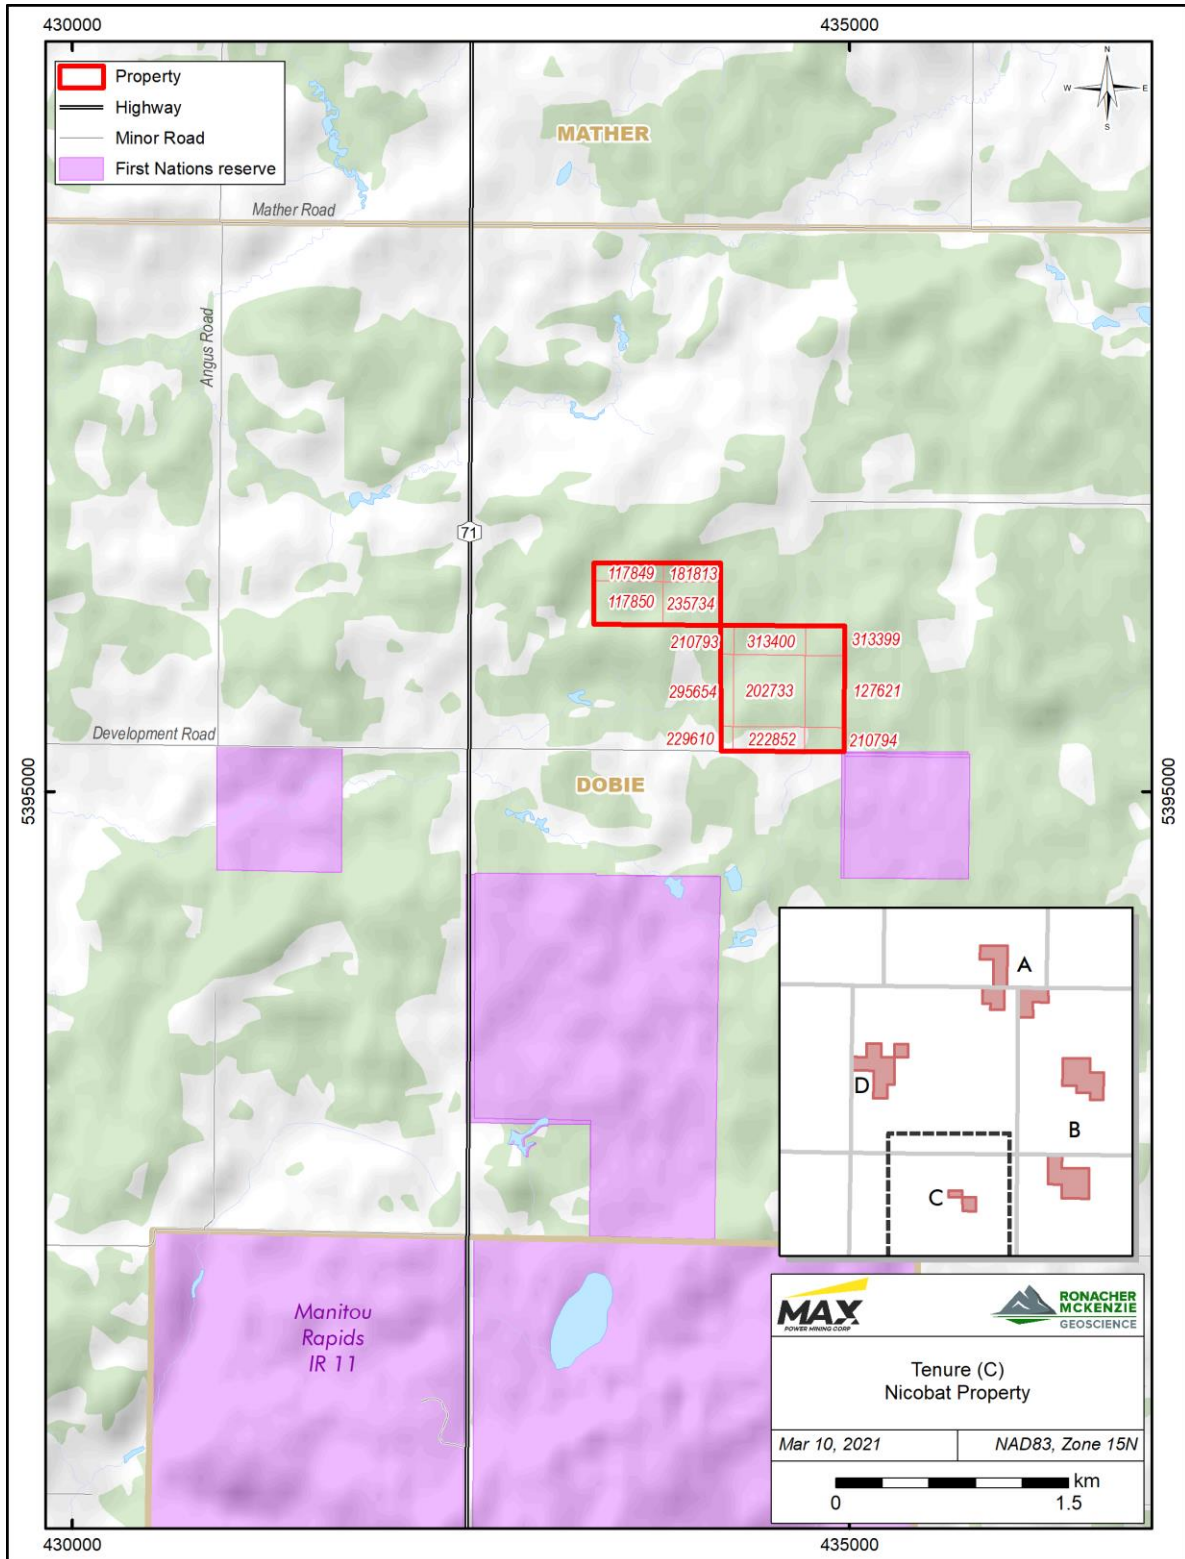 430000
435000
Property
Highway
Minor Road
First Nations reserve
N
W E
S
MATHER
Mather Road
Angus Road
71
117849 181813
117850 235734
210793 313400 313399
295654 202733 127621
229610 222852 210794
Development Road
DOBIE
5395000
5395000
A
D
B
C
Manitou
Rapids
IR 11
MAX
POWER MINING CORP
RONACHER
MCKENZIE
GEOSCIENCE
Tenure (C)
Nicobat Property
Mar 10, 2021
NAD83, Zone 15N
km
0 1.5
430000
435000